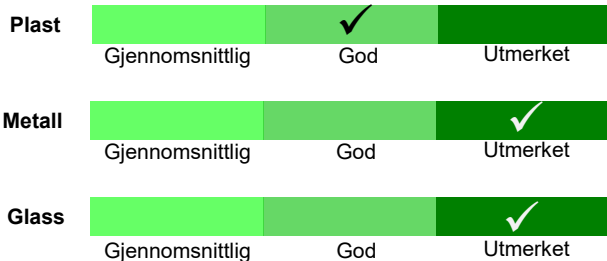 Plast
Gjennomsnittlig God Utmerket
Metall
Gjennomsnittlig God Utmerket
Glass
Gjennomsnittlig God Utmerket